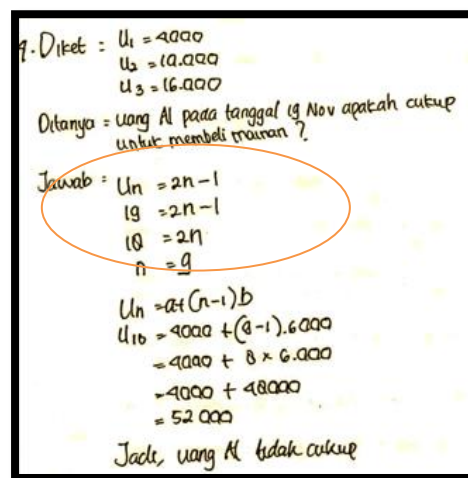 9. Diket : U₁ = 4000
U₂ = 10.000
U₃ = 16.000
Ditanya = uang Al pada tanggal 19 Nov apakah cukup
untuk membeli mainan ?
Jawab : Un = 2n-1
19 = 2n-1
18 = 2n
n = 9
Un = a+(n-1)b
U₁₀ = 4000 + (9-1).6000
= 4000 + 8 × 6.000
= 4000 + 48000
= 52 000
Jadi, uang Al tidak cukup